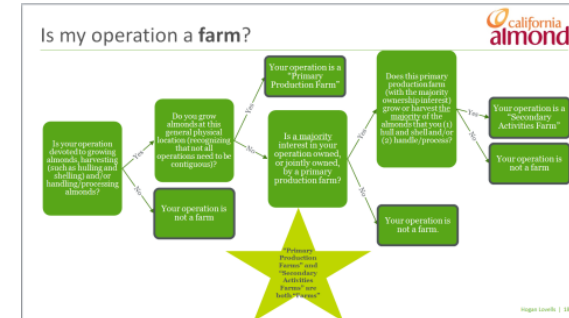 Is my operation a farm?
california
almond
Is your operation
devoted to growing
almonds, harvesting
(such as hulling and
shelling) and/or
handling/processing
almonds?
Yes
No
Do you grow
almonds at this
general physical
location (recognizing
that not all
operations need to be
contiguous)?
Your operation is
not a farm
Yes
No
Your operation is a
"Primary
Production Farm"
Is a majority
interest in your
operation owned,
or jointly owned,
by a primary
production farm?
Yes
No
Does this primary
production farm
(with the majority
ownership interest)
grow or harvest the
majority of the
almonds that you (1)
hull and shell and/or
(2) handle/process?
Your operation is
not a farm.
Yes
No
Your operation is a
"Secondary
Activities Farm"
Your operation is
not a farm
"Primary
Production
Farms" and
"Secondary
Activities
Farms" are
both "Farms"
Hogan Lovells | 18